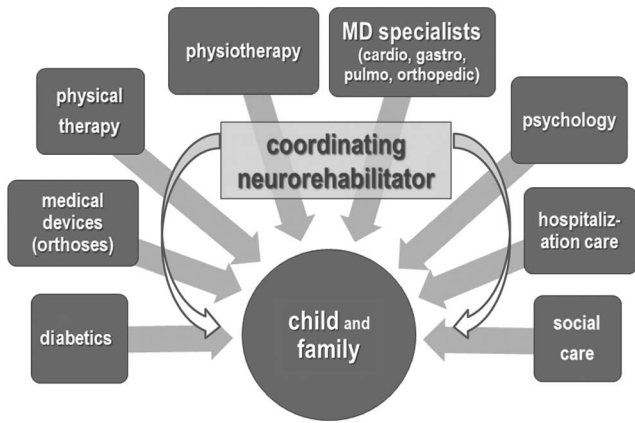 physiotherapy
MD specialists
(cardio, gastro,
pulmo, orthopedic)
physical
therapy
psychology
coordinating
neurorehabilitator
medical
devices
(orthoses)
hospitaliz-
ation care
diabetics
child and
family
social
care